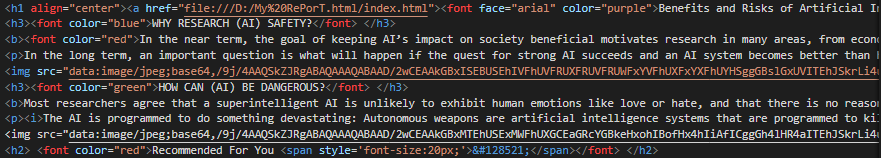 <h1 align="center"><a href="file:///D:/My%20RePorT.html/index.html"><font face="arial" color="purple">Benefits and Risks of Artificial In
<h3><font color="blue">WHY RESEARCH (AI) SAFETY?</font> </h3>
<b><font color="red">In the near term, the goal of keeping AI’s impact on society beneficial motivates research in many areas, from econ
<p>In the long term, an important question is what will happen if the quest for strong AI succeeds and an AI system becomes better
<img src="data:image/jpeg;base64,/9j/4AAQSkZJRgABAQAAAQABAAD/2wCEAAkGBxISEBUSEhIVFhUVFRUXFRUVFRUWFxYVFhUXFxYXFhUYHSggGBslGxUVITEhJSkrLi4
<h3><font color="green">HOW CAN (AI) BE DANGEROUS?</font> </h3>
<b>Most researchers agree that a superintelligent AI is unlikely to exhibit human emotions like love or hate, and that there is no reaso
<p><i>The AI is programmed to do something devastating: Autonomous weapons are artificial intelligence systems that are programmed to ki
<img src="data:image/jpeg;base64,/9j/4AAQSkZJRgABAQAAAQABAAD/2wCEAAkGBxMTEhUSExMWFhUXGCEaGRcYGBkeHxohIBofHx4hIiAfICggGh4lHR4aITEhJSkrLi4
<h2> <font color="red">Recommended For You <span style='font-size:20px;'>&#128521;</span></font> </h2>